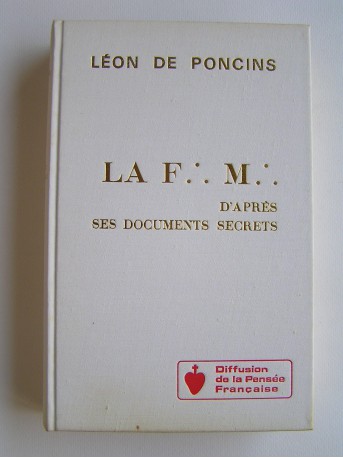 LÉON DE PONCINS
LA F∴ M∴
D'APRÈS
SES DOCUMENTS SECRETS
Diffusion
de la Pensée
Française